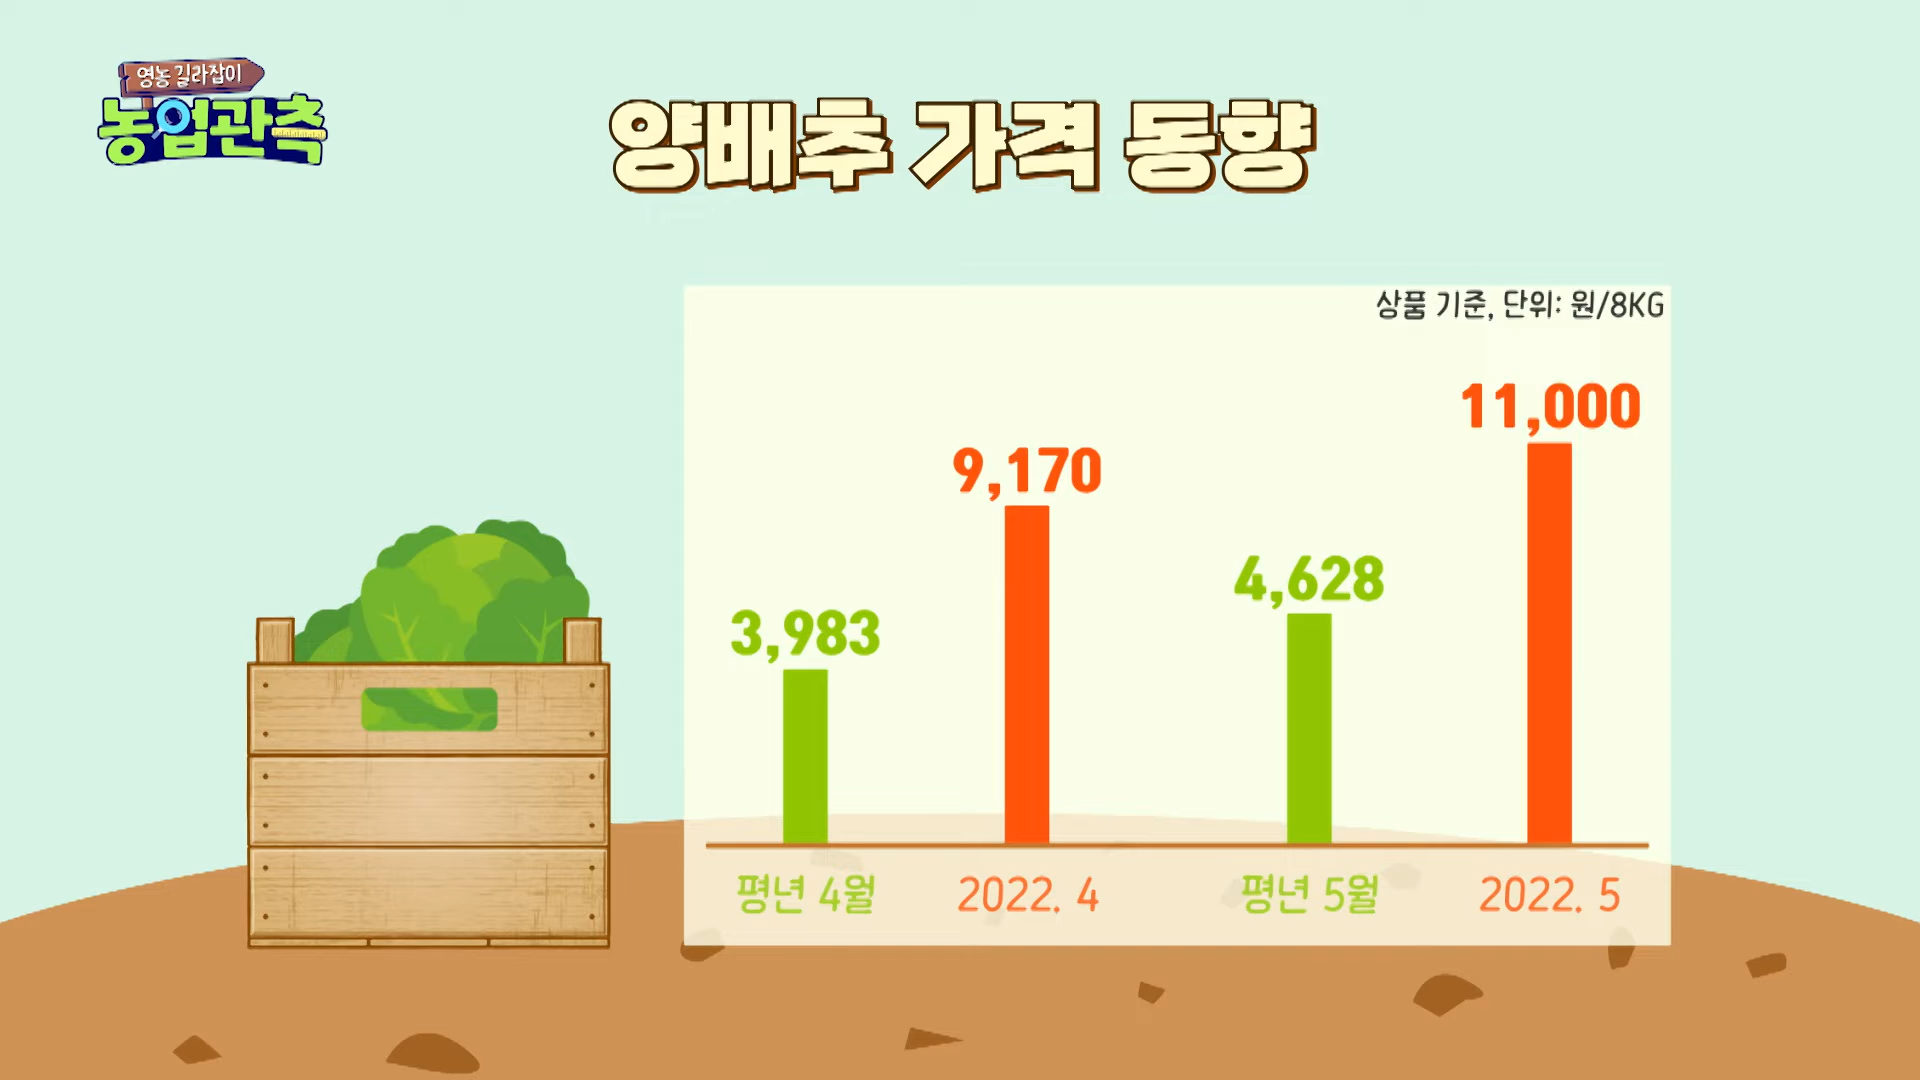 영농 길라잡이
농업관측
양배추 가격 동향
상품 기준, 단위: 원/8KG
3,983
9,170
4,628
11,000
평년 4월
2022. 4
평년 5월
2022. 5